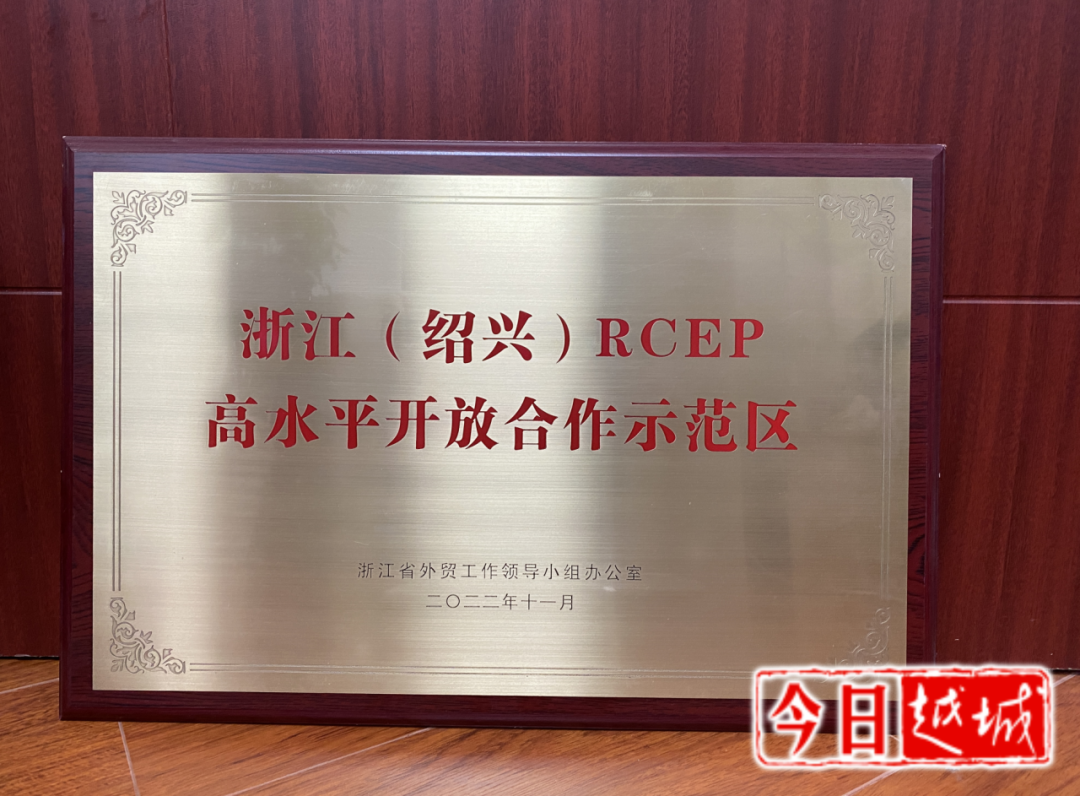 浙江（绍兴）RCEP
高水平开放合作示范区
浙江省外贸工作领导小组办公室
二〇二二年十一月
今日越城